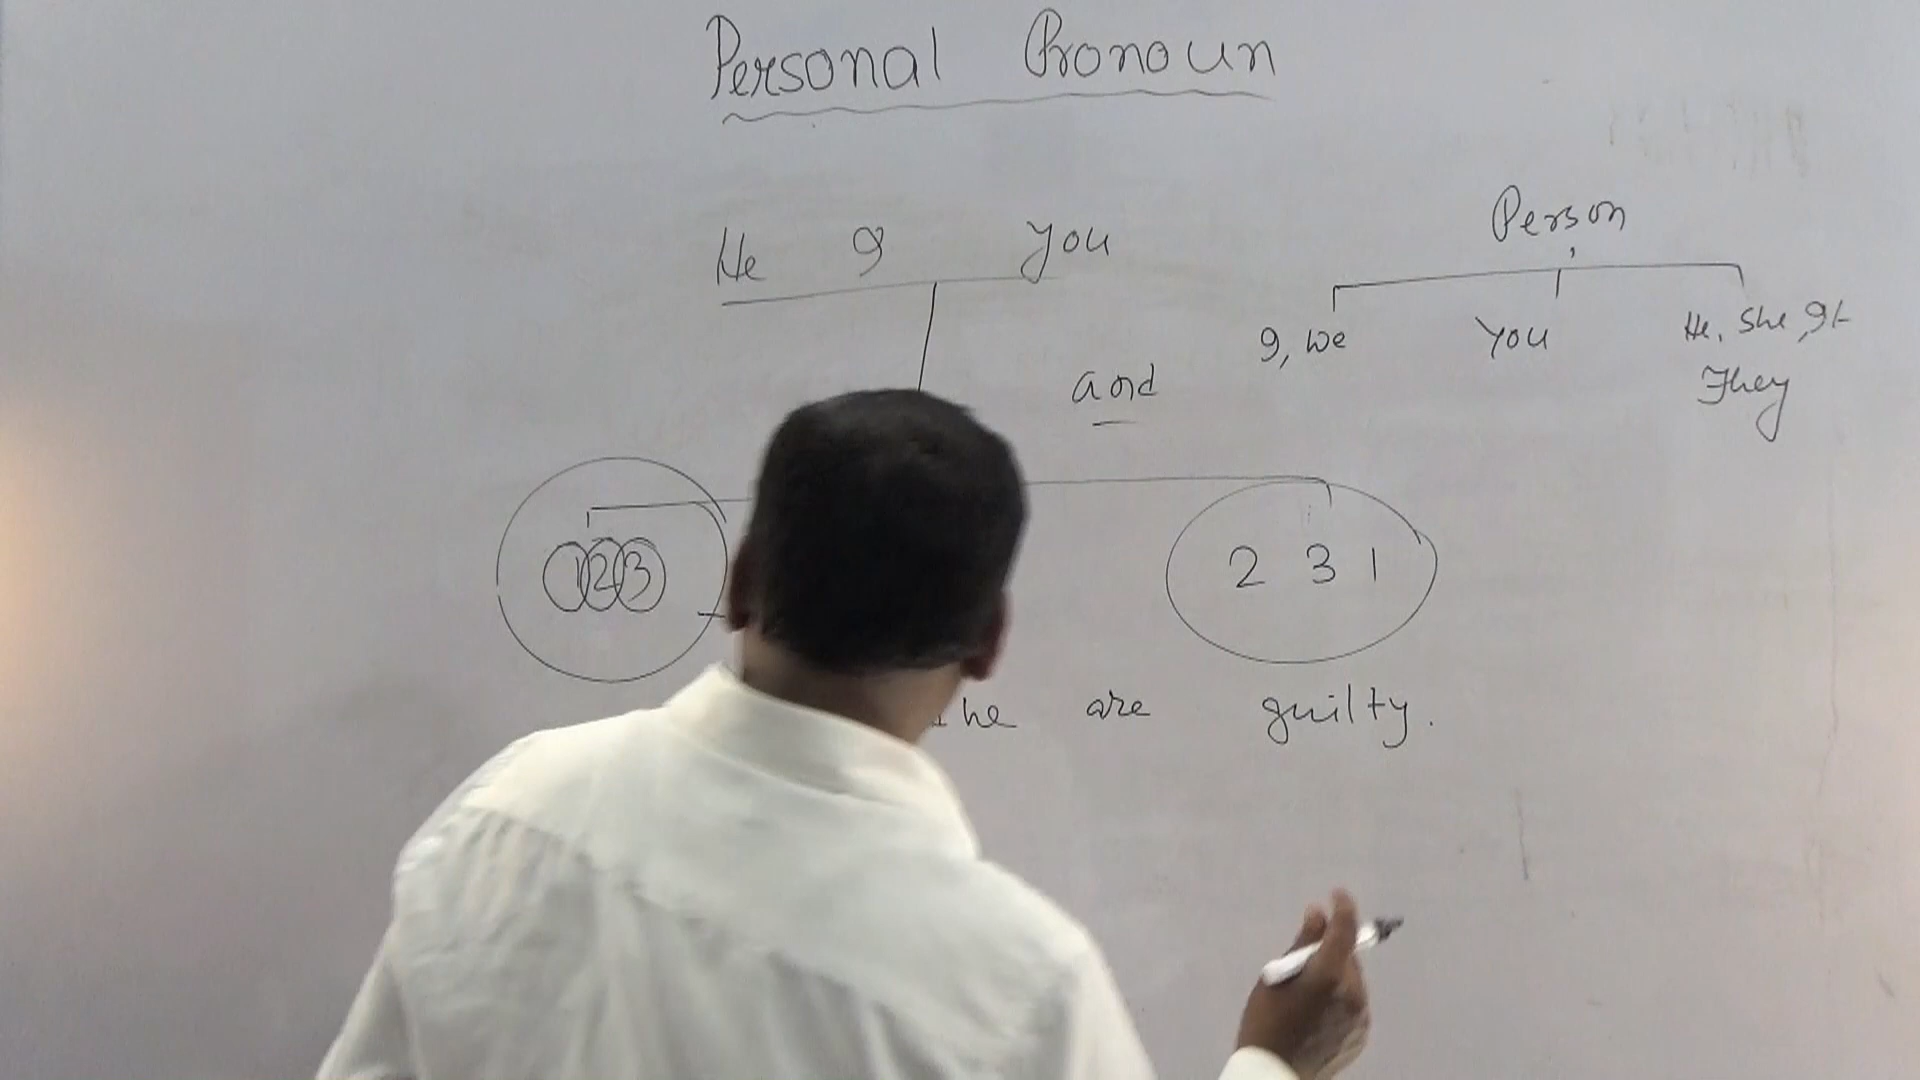 Personal Pronoun
He I you
Person
I, we You He, She, It
They
and
123 2 3 1
he are guilty.